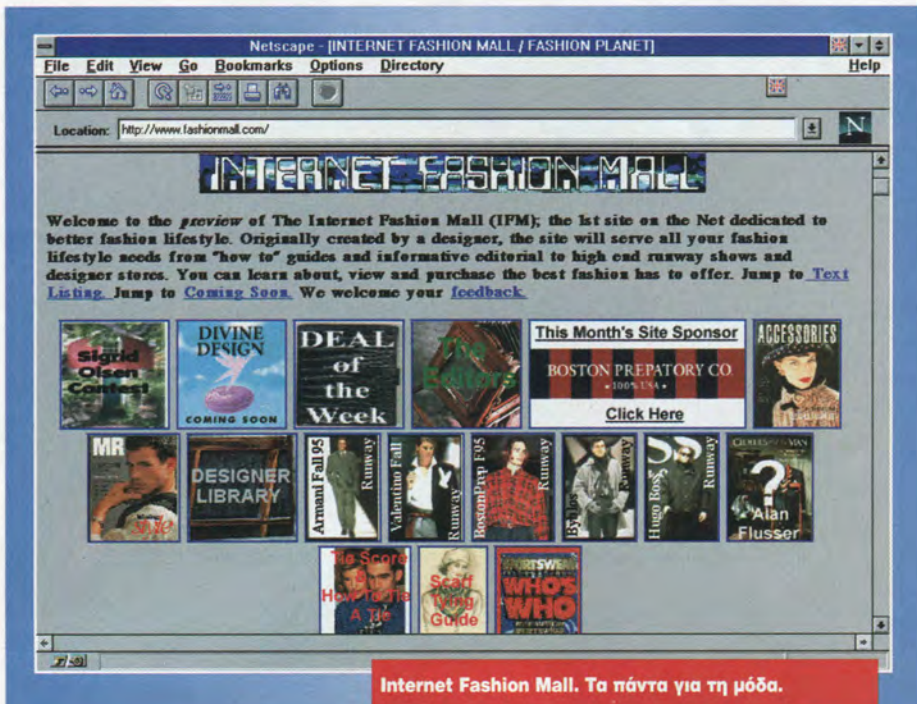 Netscape - [INTERNET FASHION MALL / FASHION PLANET]
File Edit View Go Bookmarks Options Directory Help
Location: http://www.fashionmall.com/
N
INTERNET FASHION MALL
Welcome to the preview of The Internet Fashion Mall (IFM); the 1st site on the Net dedicated to
better fashion lifestyle. Originally created by a designer, the site will serve all your fashion
lifestyle needs from "how to" guides and informative editorial to high end runway shows and
designer stores. You can learn about, view and purchase the best fashion has to offer. Jump to Text
Listing. Jump to Coming Soon. We welcome your feedback.
Sigrid
Olsen
Contest
DIVINE
DESIGN
COMING SOON
DEAL
of
the
Week
The
Editors
This Month's Site Sponsor
BOSTON PREPATORY CO.
• 100% USA •
Click Here
ACCESSORIES
MR
style
DESIGNER
LIBRARY
Armani Fall 95
Runway
Valentino Fall
Runway
BostonPrep F95
Runway
Byblos
Runway
Hugo Boss
Runway
?
Alan
Flusser
Tie Score
&
How To Tie
A Tie
Scarf
Tying
Guide
SPORTSWEAR
WHO'S
WHO
Internet Fashion Mall. Τα πάντα για τη μόδα.